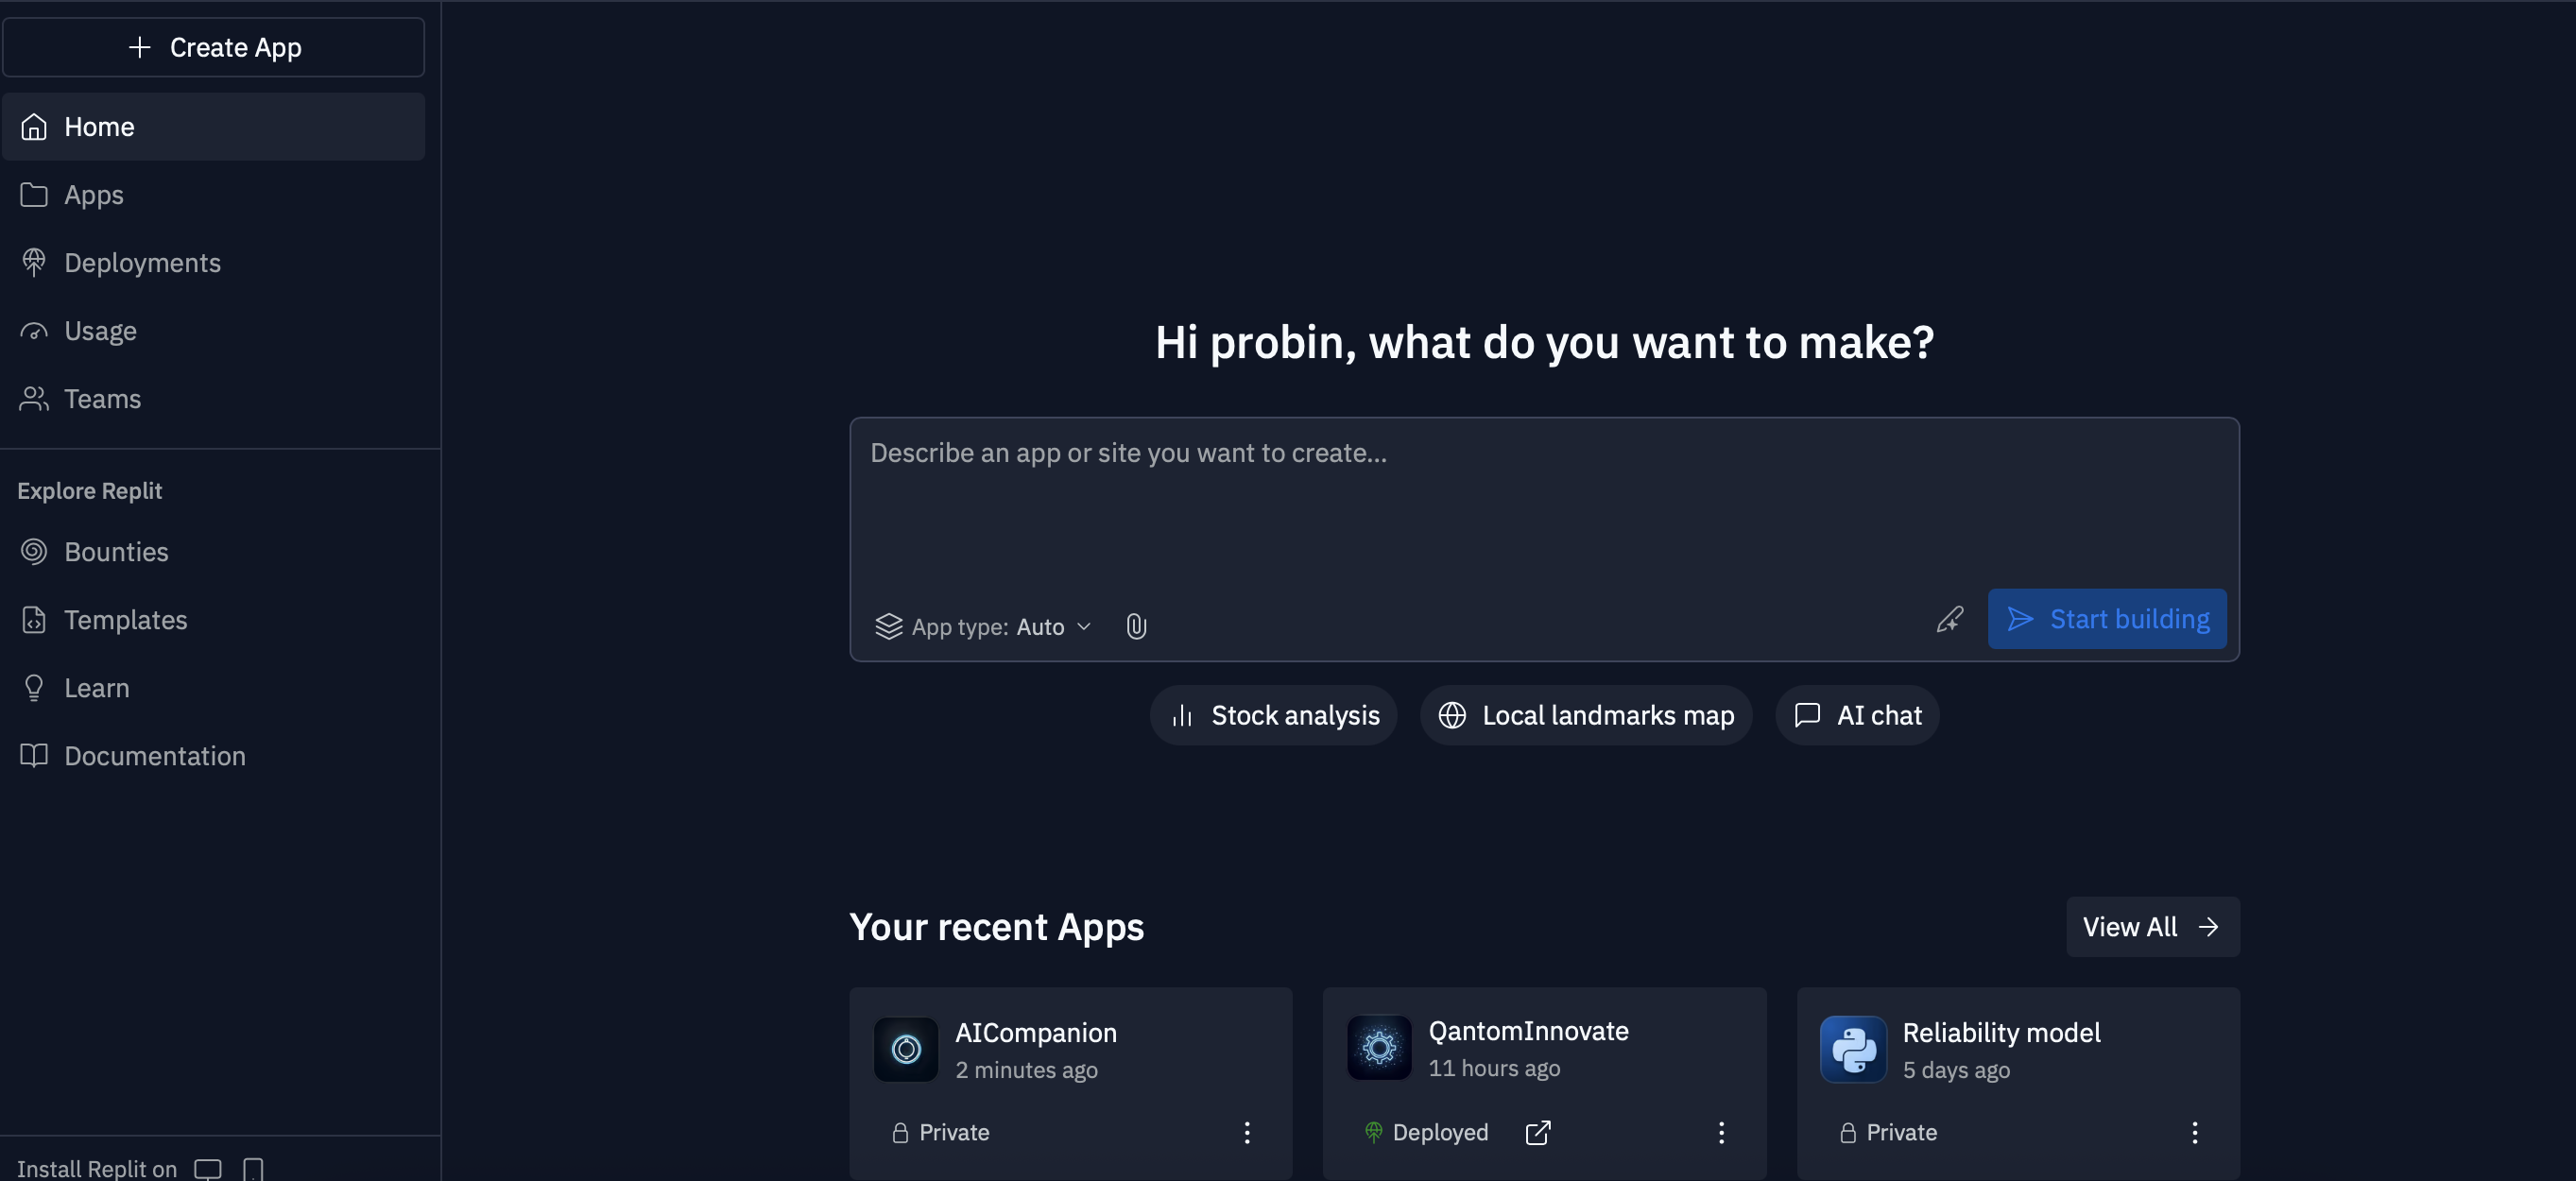 Create App
Home
Apps
Deployments
Usage
Teams
Explore Replit
Bounties
Templates
Learn
Documentation
Install Replit on
Hi probin, what do you want to make?
Describe an app or site you want to create...
App type: Auto
Start building
Stock analysis
Local landmarks map
AI chat
Your recent Apps
View All
AICompanion
2 minutes ago
Private
QantomInnovate
11 hours ago
Deployed
Reliability model
5 days ago
Private